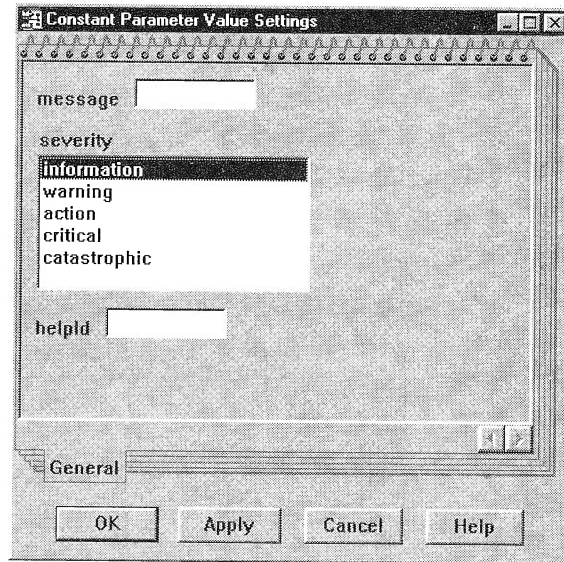 Constant Parameter Value Settings
message
severity
information
warning
action
critical
catastrophic
helpId
General
OK Apply Cancel Help